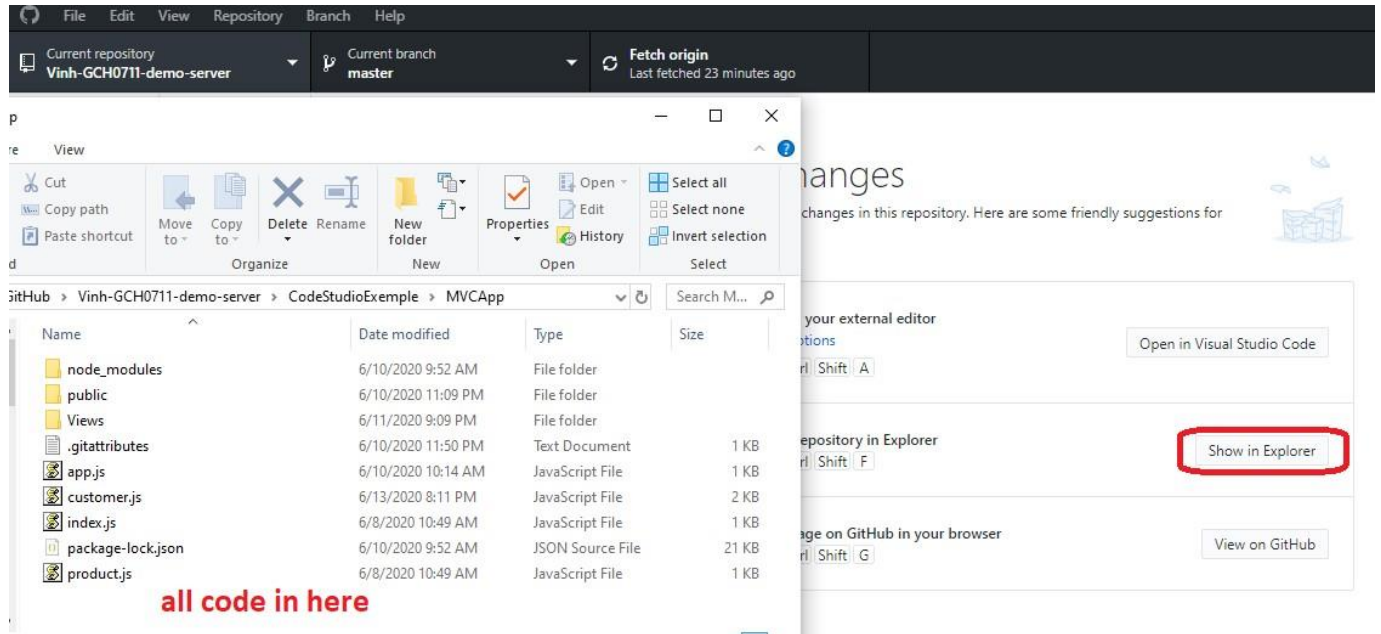 File Edit View Repository Branch Help
Current repository
Vinh-GCH0711-demo-server
Current branch
master
Fetch origin
Last fetched 23 minutes ago
p
re View
Cut
Copy path
Paste shortcut
Move to
Copy to
Delete
Rename
New folder
Properties
Open
Edit
History
Select all
Select none
Invert selection
d
Organize
New
Open
Select
GitHub > Vinh-GCH0711-demo-server > CodeStudioExemple > MVCApp
Search M...
Name Date modified Type Size
node_modules 6/10/2020 9:52 AM File folder
public 6/10/2020 11:09 PM File folder
Views 6/11/2020 9:09 PM File folder
.gitattributes 6/10/2020 11:50 PM Text Document 1 KB
app.js 6/10/2020 10:14 AM JavaScript File 1 KB
customer.js 6/13/2020 8:11 PM JavaScript File 2 KB
index.js 6/8/2020 10:49 AM JavaScript File 1 KB
package-lock.json 6/10/2020 9:52 AM JSON Source File 21 KB
product.js 6/8/2020 10:49 AM JavaScript File 1 KB
all code in here
hanges
changes in this repository. Here are some friendly suggestions for
your external editor
ptions
rl Shift A
Open in Visual Studio Code
epository in Explorer
rl Shift F
Show in Explorer
age on GitHub in your browser
rl Shift G
View on GitHub